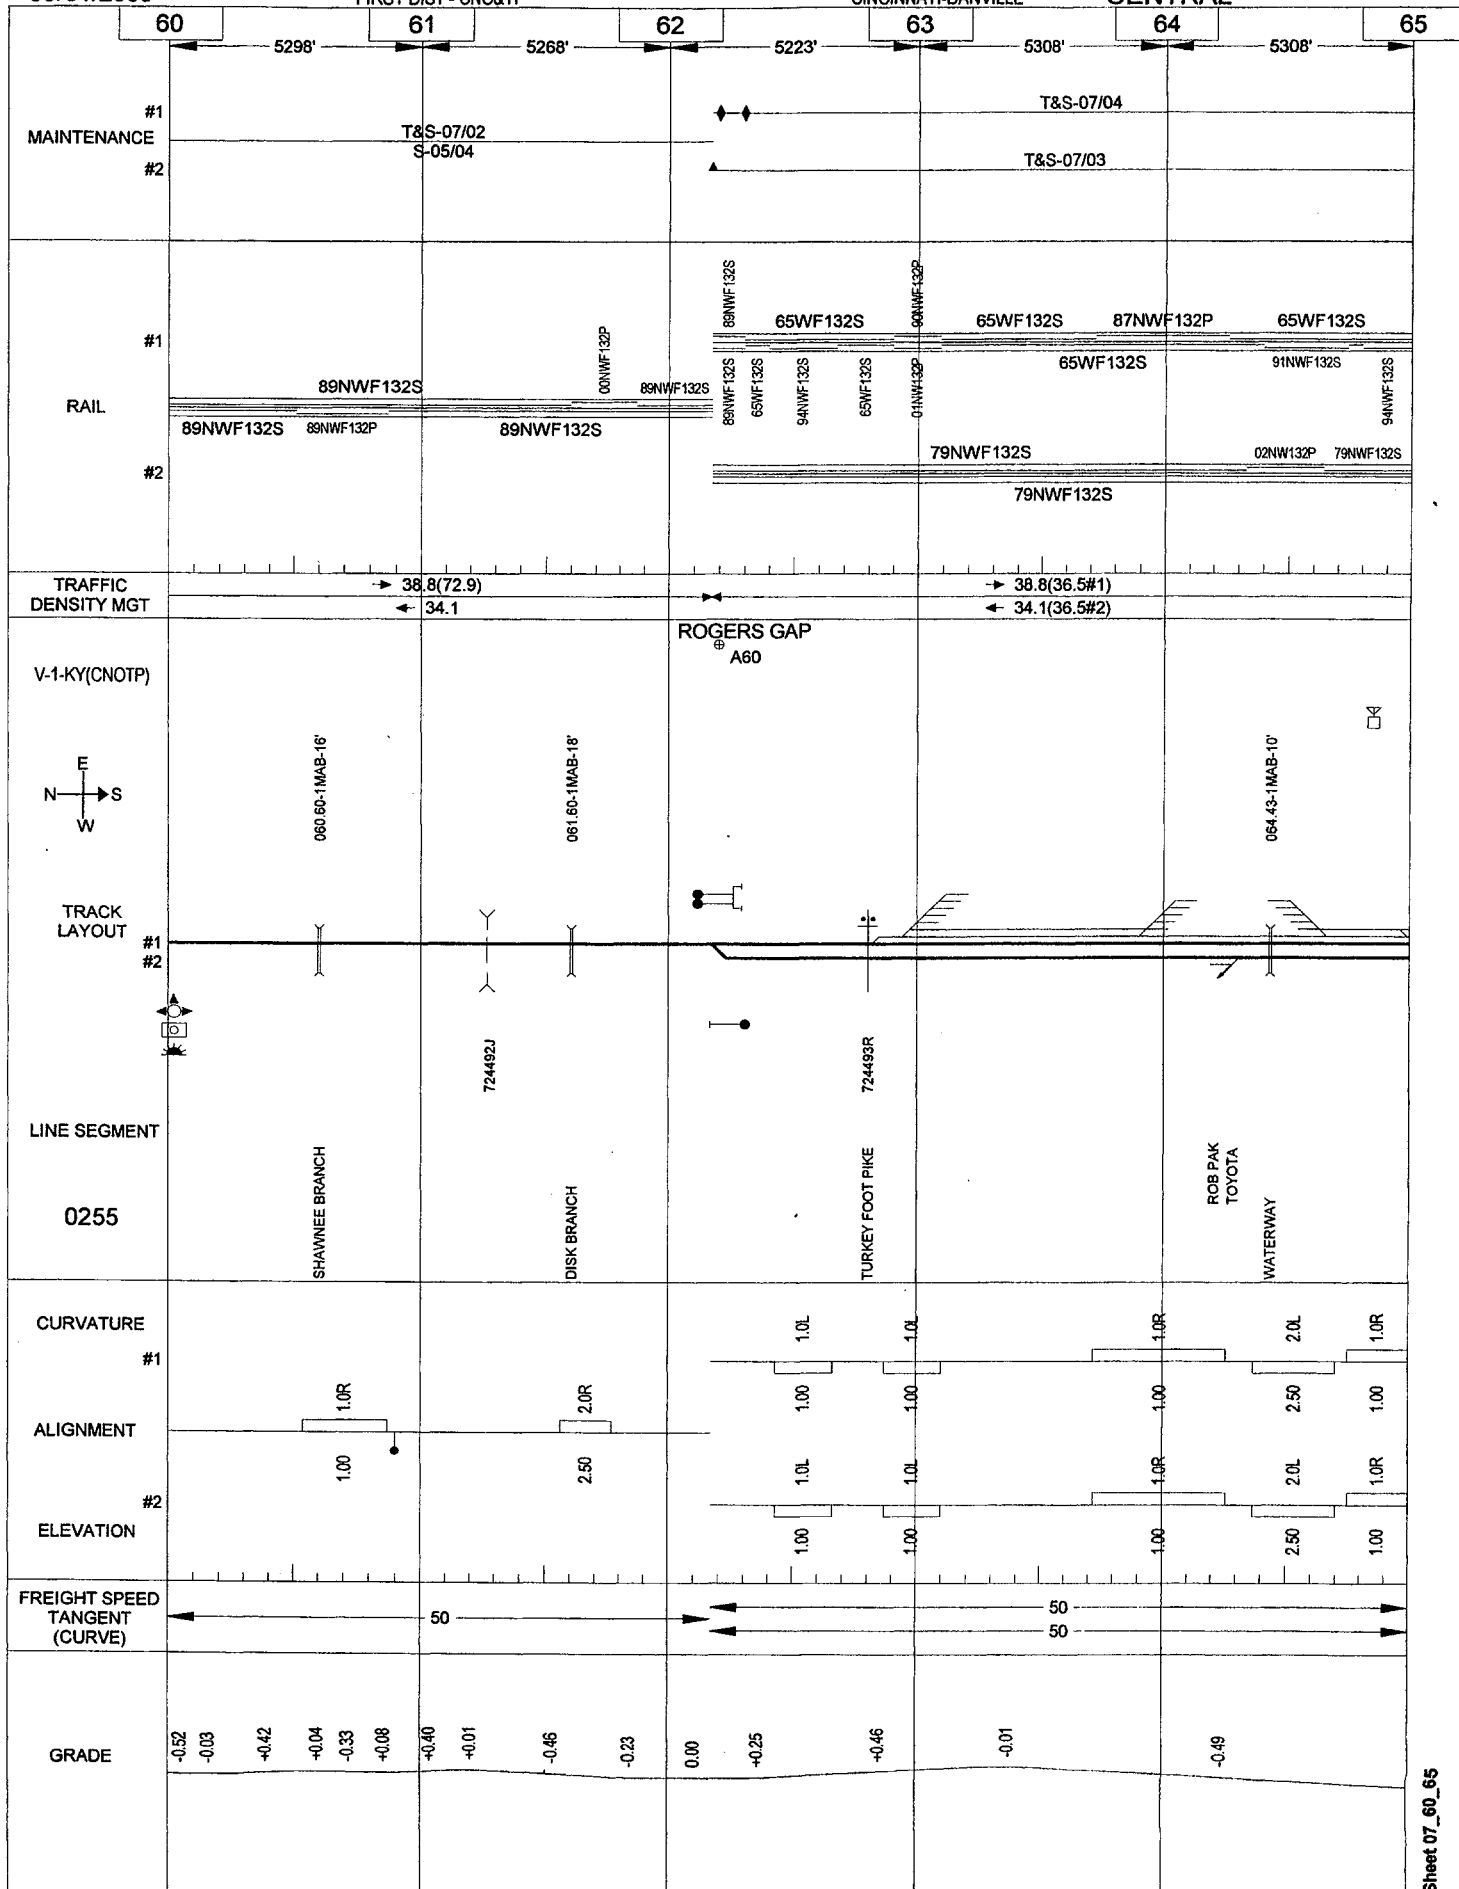 FIRST DIST - CNO&TP CINCINNATI-DANVILLE CENTRAL
60 61 62 63 64 65
5298' 5268' 5223' 5308' 5308'
MAINTENANCE
#1
#2
T&S-07/02
S-05/04
T&S-07/04
T&S-07/03
RAIL
#1
#2
89NWF132S
89NWF132S
89NWF132P
89NWF132S
00NWF132P
89NWF132S
89NWF132S
65WF132S
90NWF132P
65WF132S
87NWF132P
65WF132S
89NWF132S
65WF132S
94NWF132S
65WF132S
01NW132P
65WF132S
91NWF132S
94NWF132S
79NWF132S
02NW132P
79NWF132S
79NWF132S
TRAFFIC
DENSITY MGT
38.8(72.9)
34.1
38.8(36.5#1)
34.1(36.5#2)
V-1-KY(CNOTP)
ROGERS GAP
A60
E
N S
W
060.60-1MAB-16'
061.60-1MAB-18'
064.43-1MAB-10'
TRACK
LAYOUT
#1
#2
724492J
724493R
LINE SEGMENT
0255
SHAWNEE BRANCH
DISK BRANCH
TURKEY FOOT PIKE
ROB PAK
TOYOTA
WATERWAY
CURVATURE
#1
1.0L 1.0L 1.0R 2.0L 1.0R
1.00 1.00 1.00 2.50 1.00
ALIGNMENT
1.0R 2.0R
1.00 2.50
#2
ELEVATION
1.0L 1.0L 1.0R 2.0L 1.0R
1.00 1.00 1.00 2.50 1.00
FREIGHT SPEED
TANGENT
(CURVE)
50
50
50
GRADE
-0.52 -0.03 +0.42 +0.04 -0.33 +0.08 +0.40 +0.01 -0.46 -0.23 0.00 +0.25 +0.46 -0.01 -0.49
Sheet 07_60_65